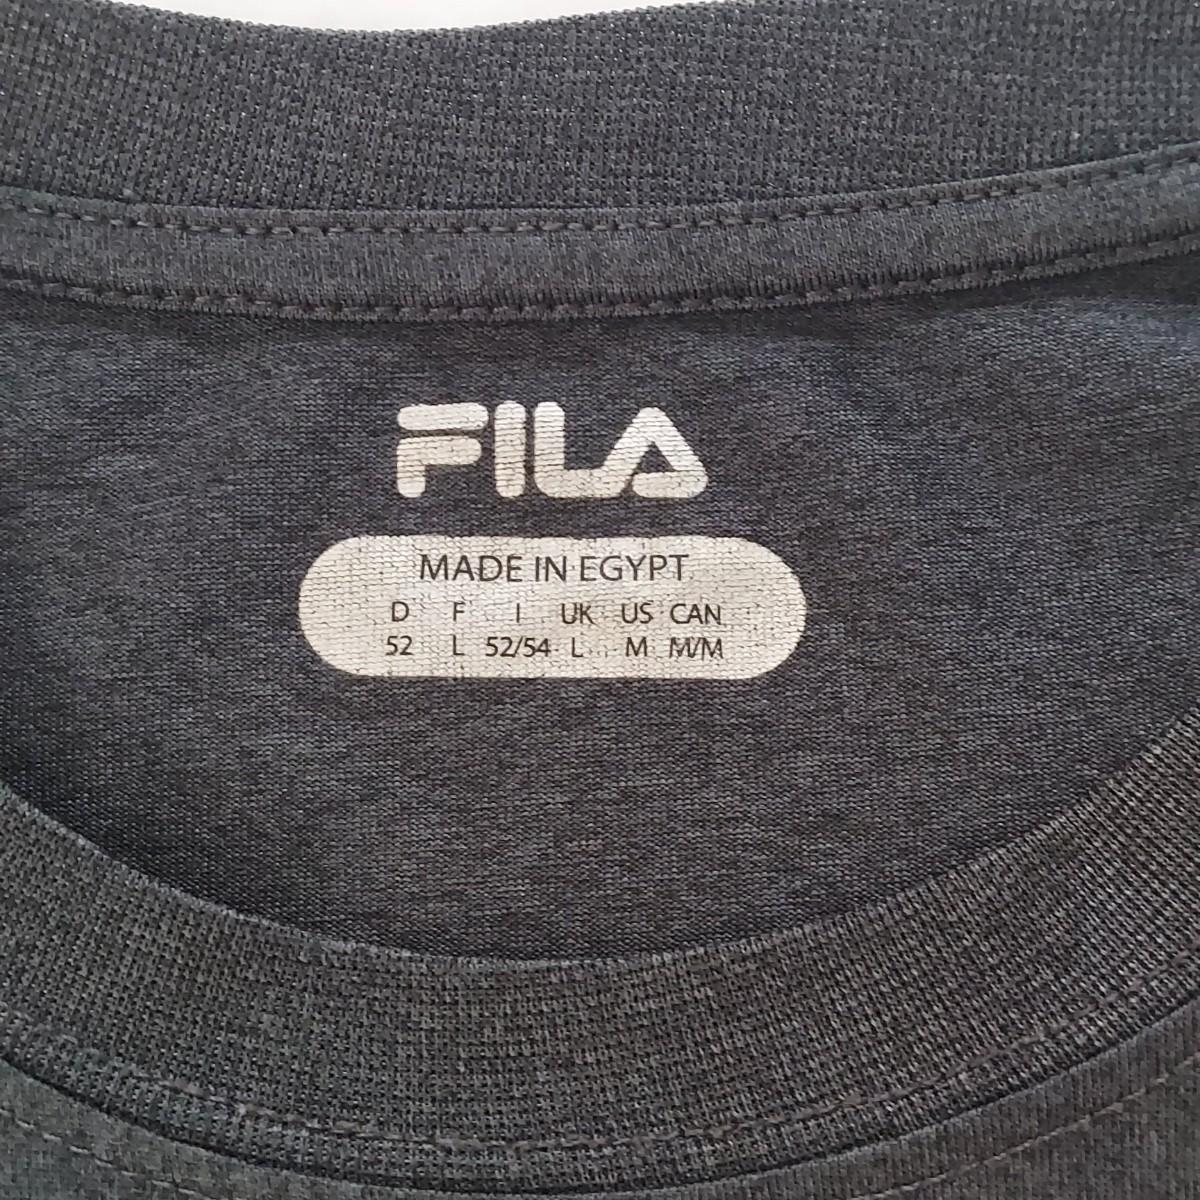 FILA
MADE IN EGYPT
D F I UK US CAN
52 L 52/54 L M M/M